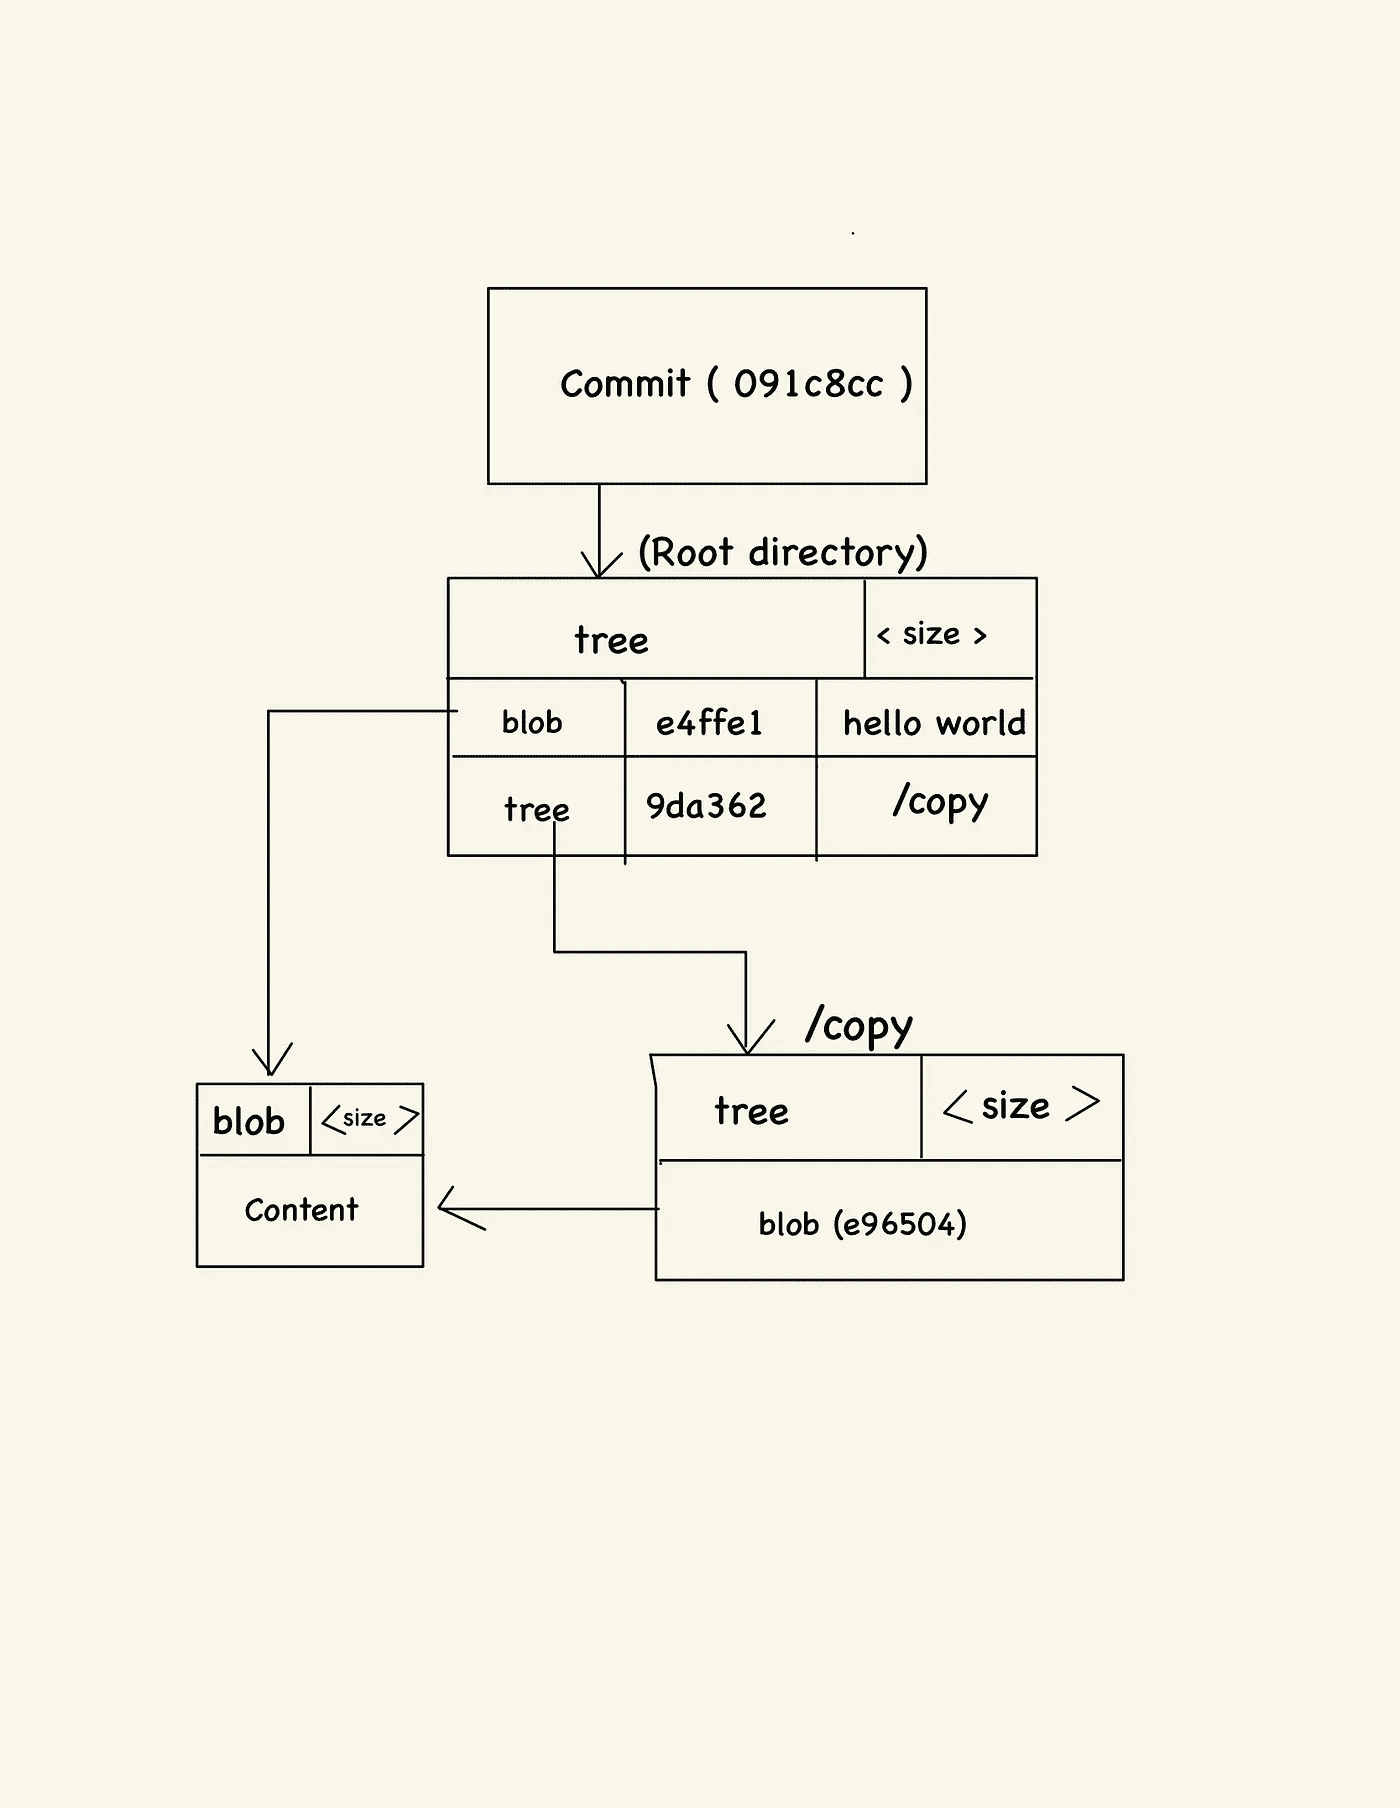 Commit ( 091c8cc )
(Root directory)
tree < size >
blob e4ffe1 hello world
tree 9da362 /copy
/copy
tree < size >
blob < size >
Content
blob (e96504)